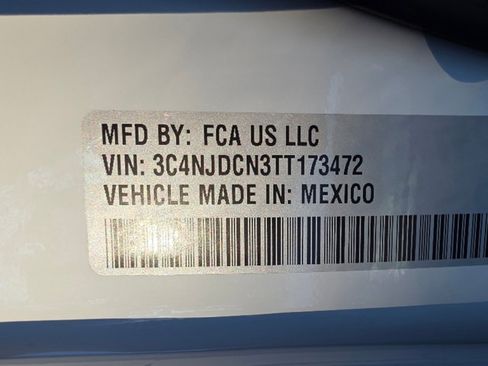 MFD BY: FCA US LLC
VIN: 3C4NJDCN3TT173472
VEHICLE MADE IN: MEXICO